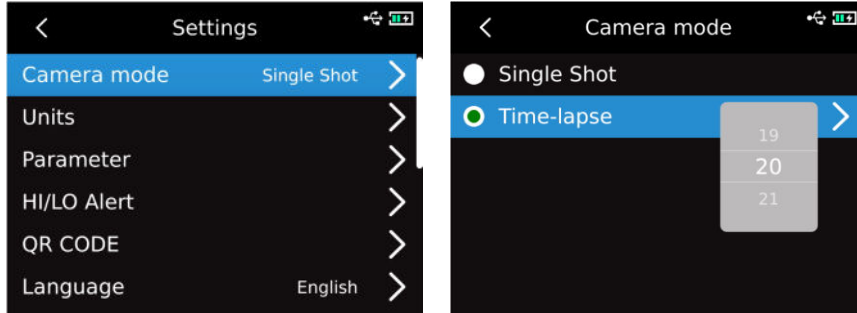 Settings
Camera mode Single Shot
Units
Parameter
HI/LO Alert
QR CODE
Language English
Camera mode
Single Shot
Time-lapse
19
20
21